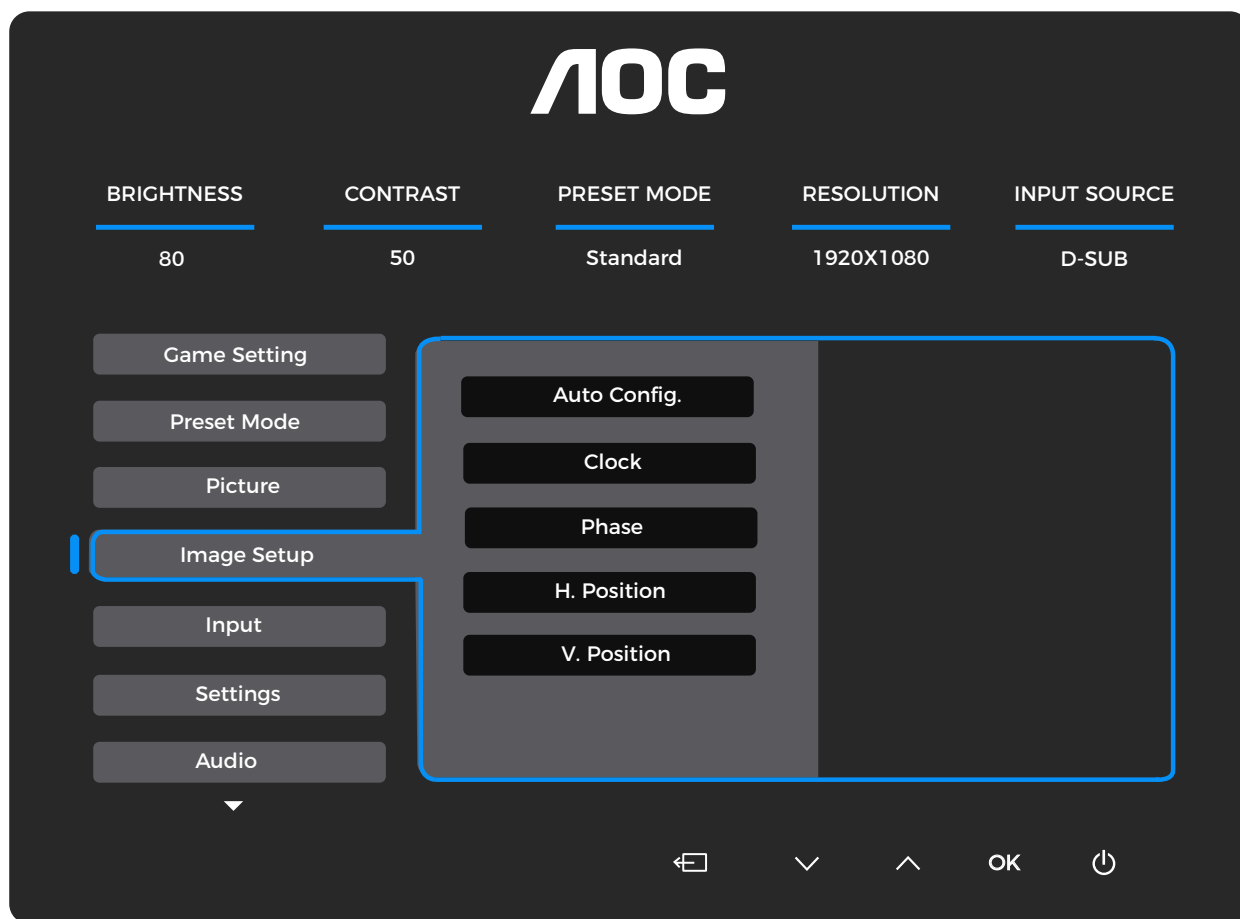 AOC
BRIGHTNESS CONTRAST PRESET MODE RESOLUTION INPUT SOURCE
80 50 Standard 1920X1080 D-SUB
Game Setting
Preset Mode
Picture
Image Setup
Input
Settings
Audio
Auto Config.
Clock
Phase
H. Position
V. Position
OK